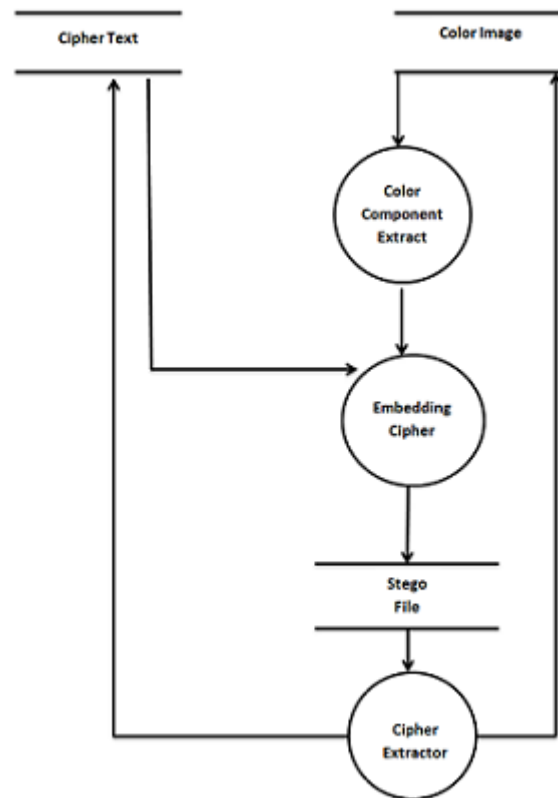 Cipher Text
Color Image
Color
Component
Extract
Embedding
Cipher
Stego
File
Cipher
Extractor